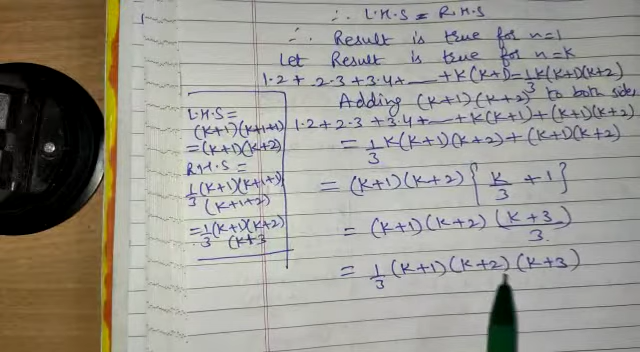 ∴ L.H.S = R.H.S
∴ Result is true for n=1
Let Result is true for n=K
1.2 + 2.3 + 3.4 + ___ + K(K+1) = 1/3 K(K+1)(K+2)
Adding (K+1)(K+2) to both sides
1.2 + 2.3 + 3.4 + ___ + K(K+1) + (K+1)(K+2)
= 1/3 K(K+1)(K+2) + (K+1)(K+2)
= (K+1)(K+2) { K/3 + 1 }
= (K+1)(K+2) (K+3)/3.
= 1/3 (K+1)(K+2)(K+3)
L.H.S =
(K+1)(K+1+1)
= (K+1)(K+2)
R.H.S =
1/3 (K+1)(K+1+1)
(K+1+2)
= 1/3 (K+1)(K+2)
(K+3